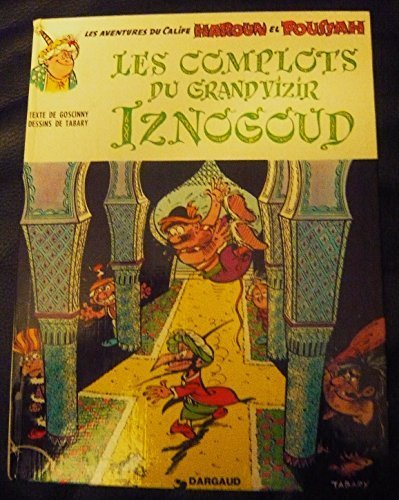 LES AVENTURES DU CALIFE HAROUN EL POUSSAH
LES COMPLOTS
DU GRAND VIZIR
IZNOGOUD
TEXTE DE GOSCINNY
DESSINS DE TABARY
TABARY
DARGAUD